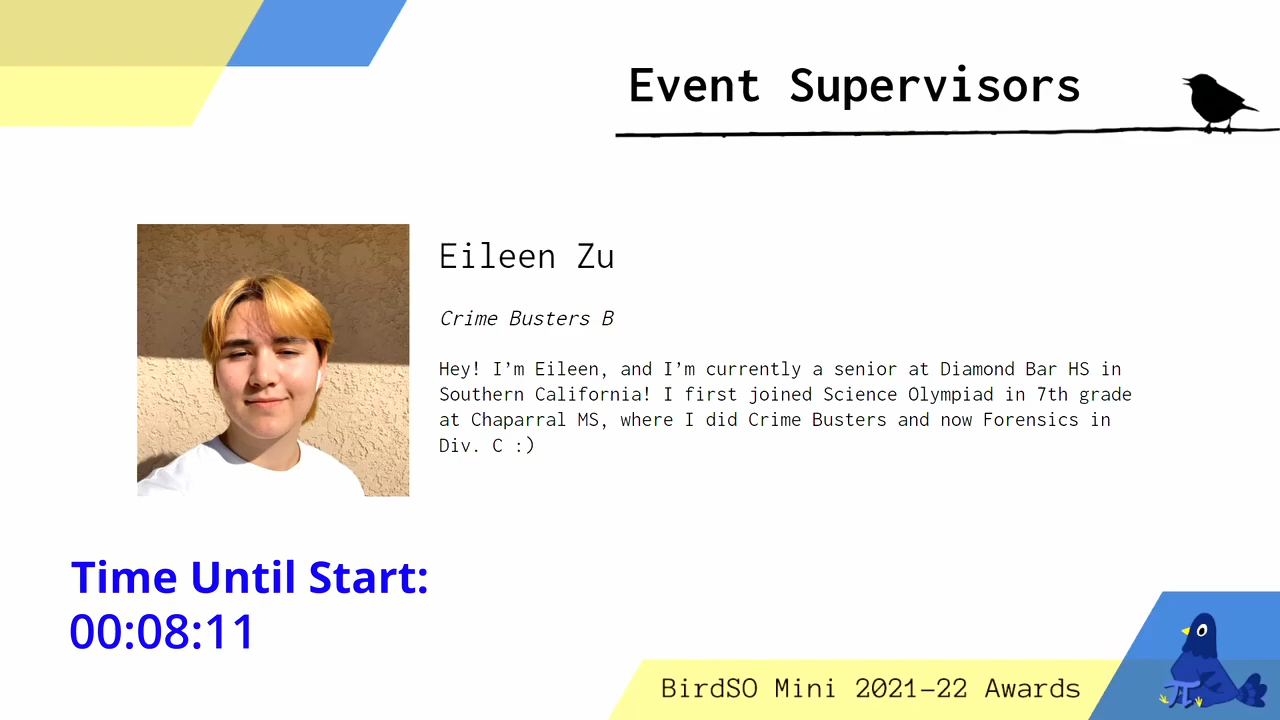 Event Supervisors
Eileen Zu
Crime Busters B
Hey! I’m Eileen, and I’m currently a senior at Diamond Bar HS in
Southern California! I first joined Science Olympiad in 7th grade
at Chaparral MS, where I did Crime Busters and now Forensics in
Div. C :)
Time Until Start:
00:08:11
BirdSO Mini 2021-22 Awards